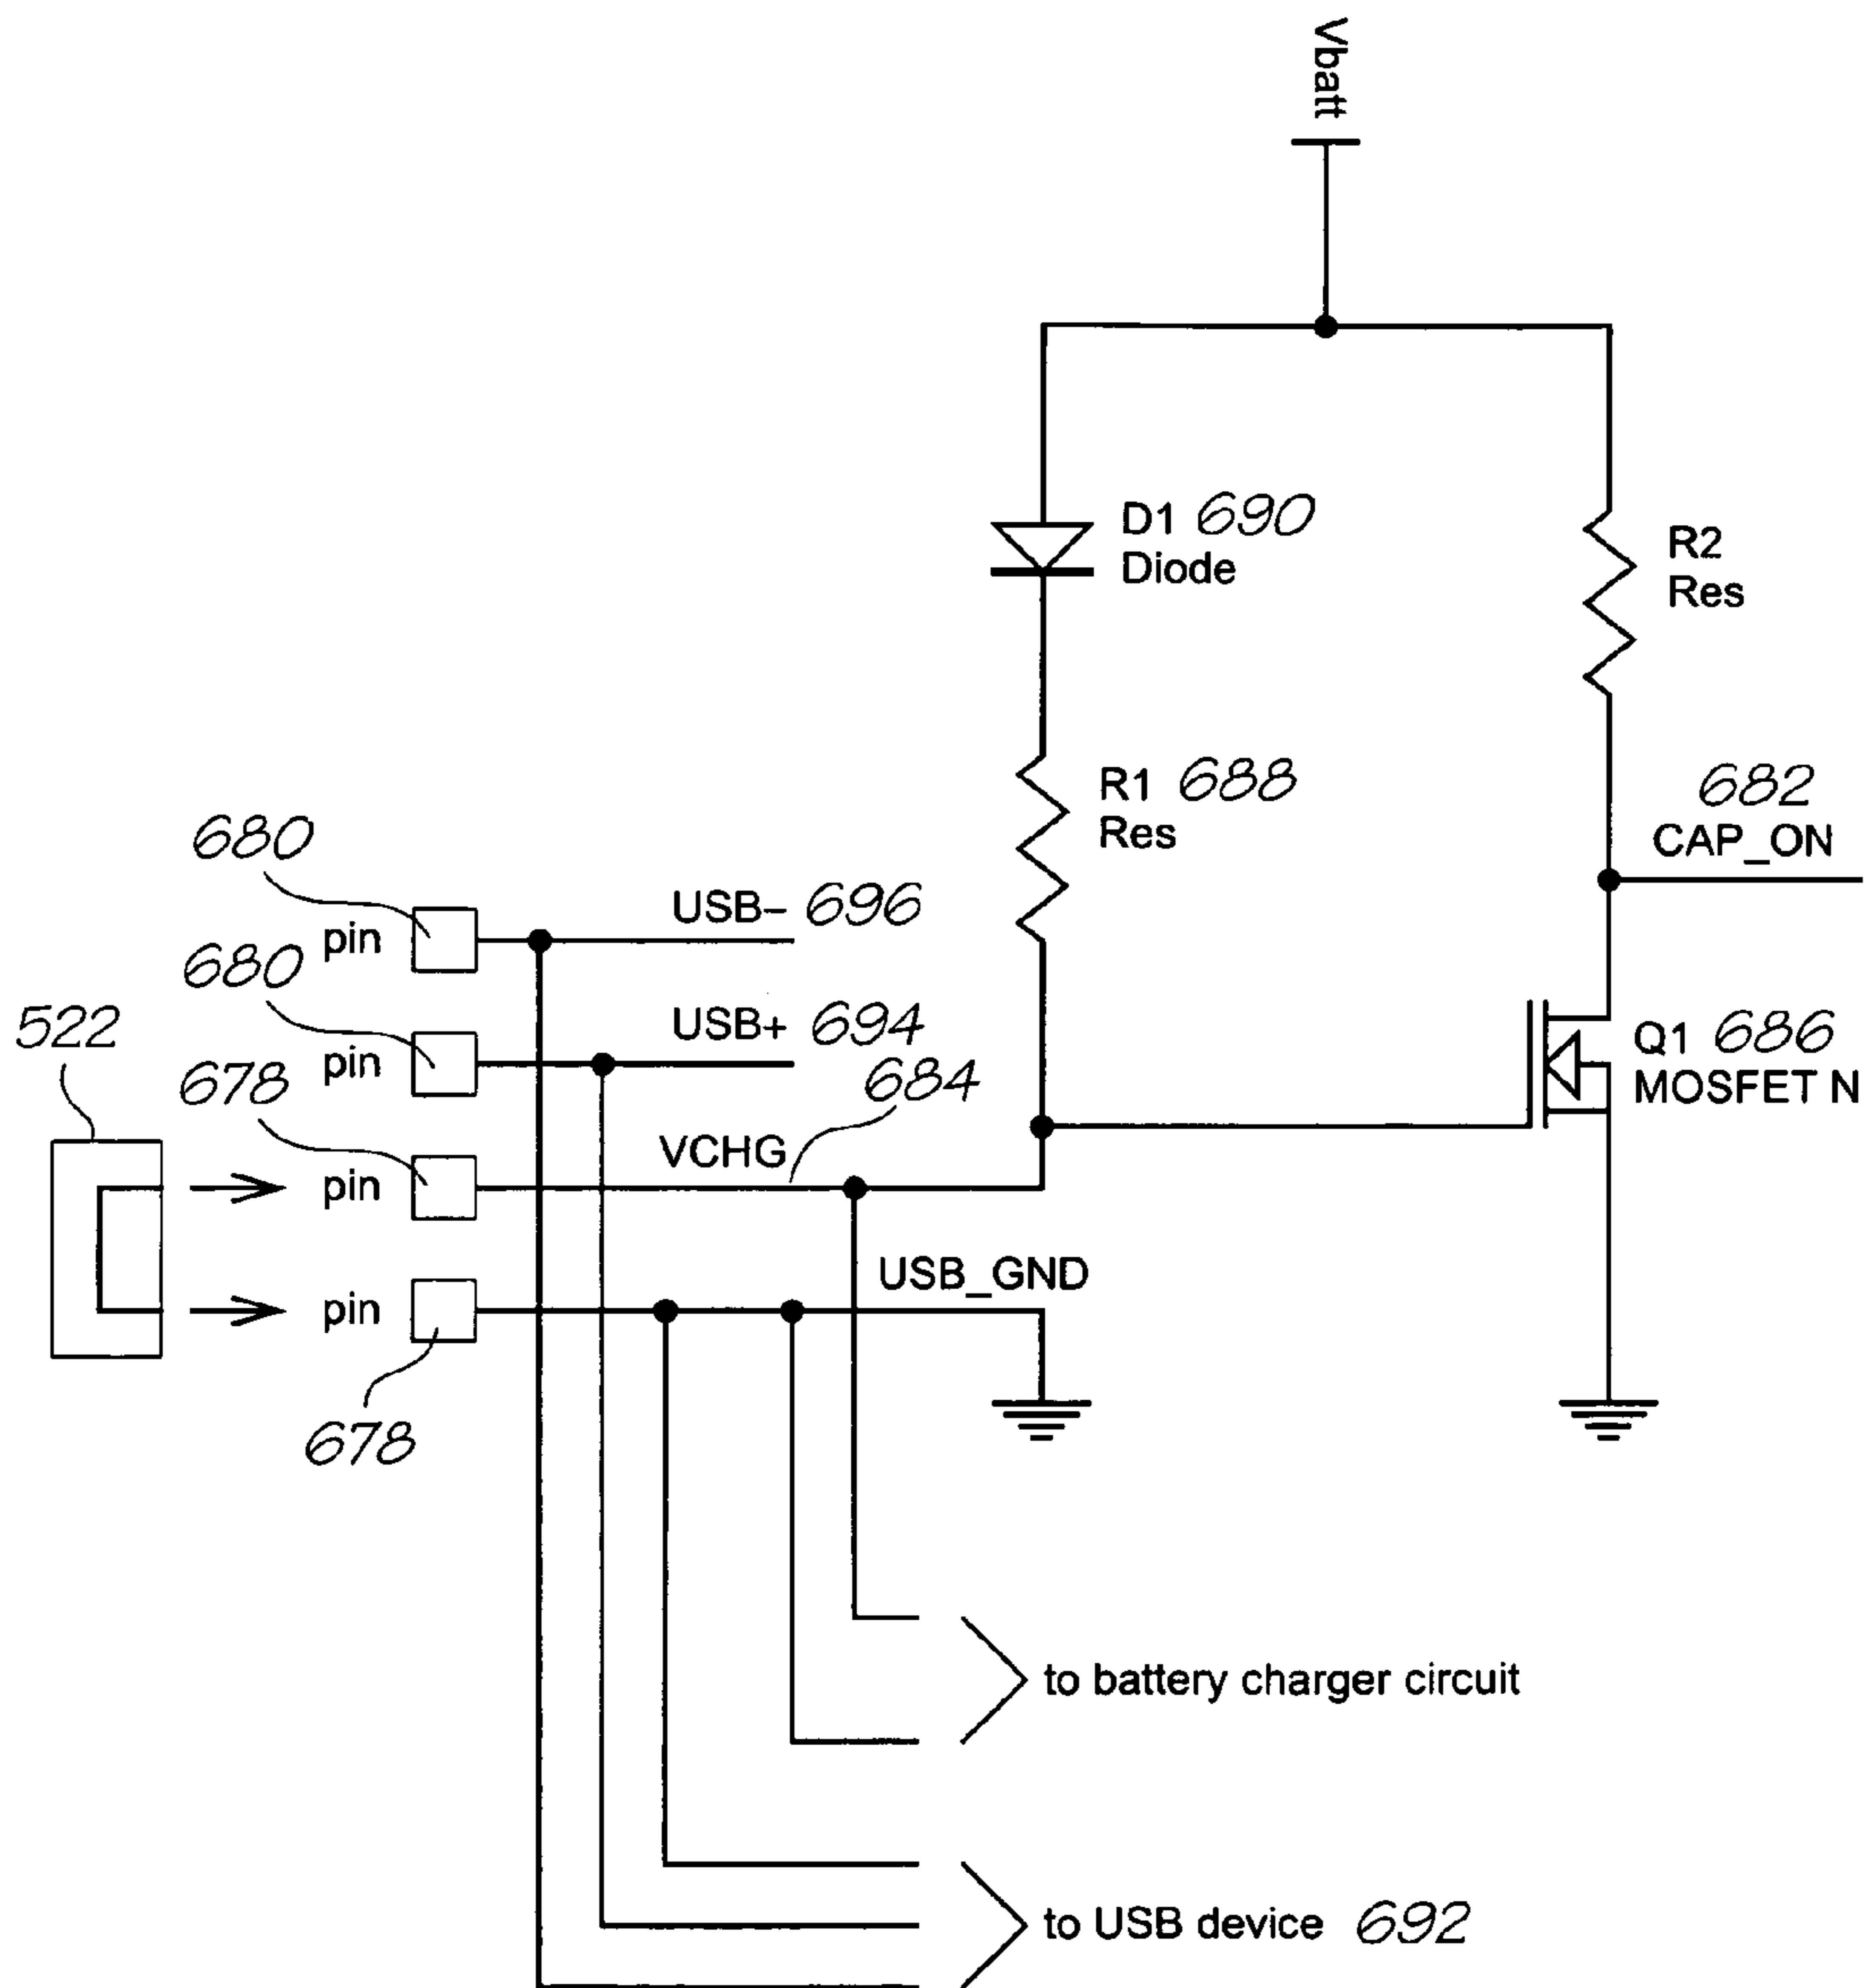 Vbatt
D1 690
Diode
R2
Res
R1 688
Res
682
CAP_ON
680
pin
USB– 696
680
pin
USB+ 694
522
678
684
Q1 686
MOSFET N
pin
VCHG
pin
USB_GND
678
to battery charger circuit
to USB device 692